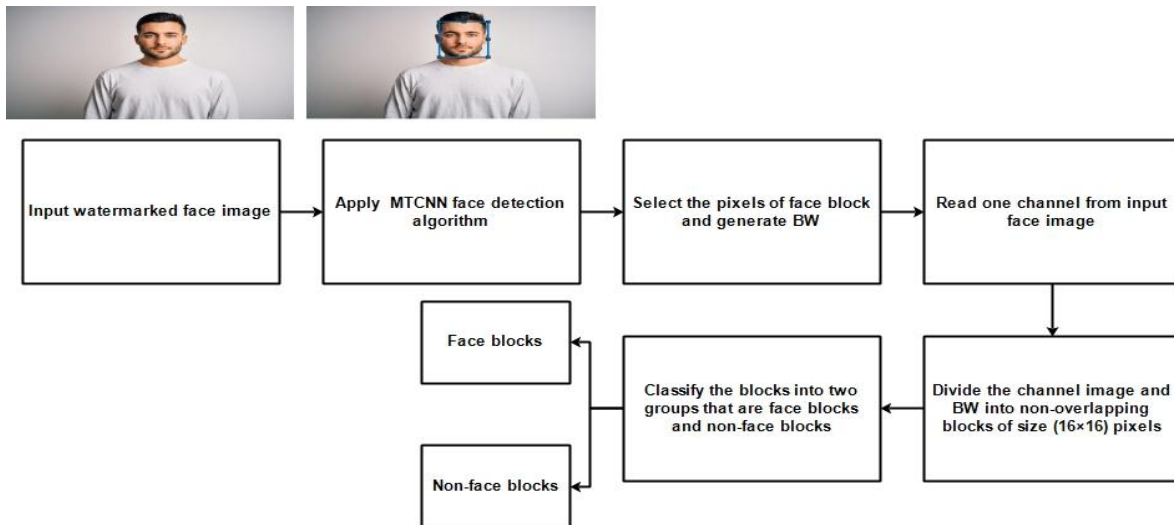 Input watermarked face image
Apply MTCNN face detection
algorithm
Select the pixels of face block
and generate BW
Read one channel from input
face image
Face blocks
Classify the blocks into two
groups that are face blocks
and non-face blocks
Divide the channel image and
BW into non-overlapping
blocks of size (16×16) pixels
Non-face blocks